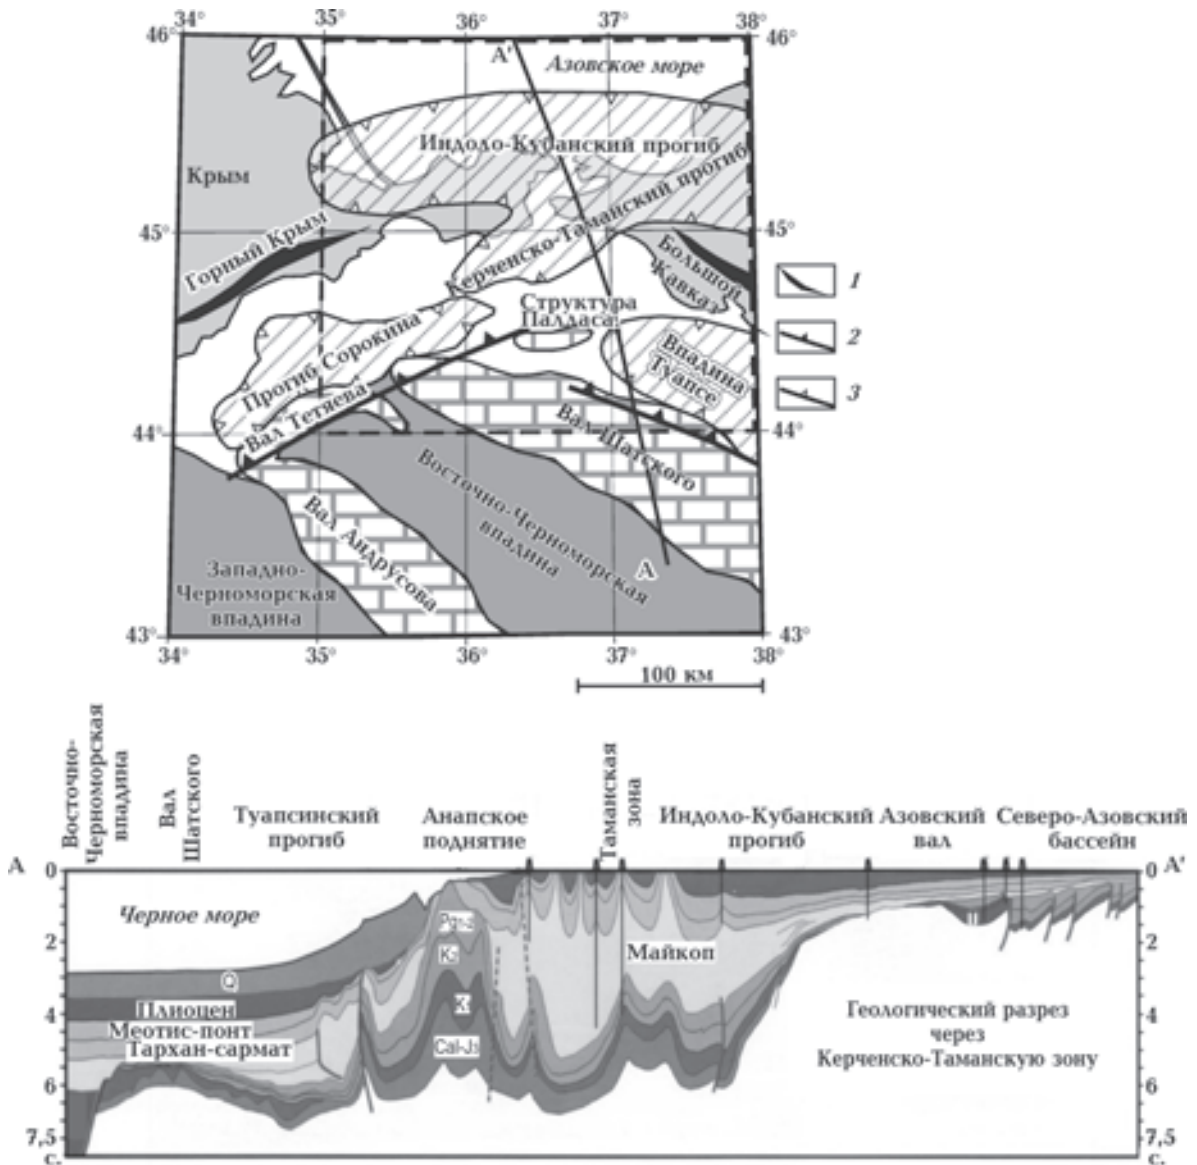 34°
35°
36°
37°
38°
46°
46°
А'
Азовское море
Индоло-Кубанский прогиб
Крым
Керченско-Таманский прогиб
45°
45°
Горный Крым
Большой
Кавказ
1
Структура
Палласа
2
Прогиб Сорокина
Впадина
Туапсе
3
Вал Тетяева
44°
44°
Вал Шатского
Восточно-Черноморская
впадина
Вал Андрусова
А
Западно-
Черноморская
впадина
43°
43°
34°
35°
36°
37°
38°
100 км
Восточно-
Черноморская
впадина
Вал
Шатского
Туапсинский
прогиб
Анапское
поднятие
Таманская
зона
Индоло-Кубанский
прогиб
Азовский
вал
Северо-Азовский
бассейн
А
0
0
А'
Черное море
Pg1-2
2
K2
Майкоп
2
Q
Плиоцен
K
4
Меотис-понт
Геологический разрез
4
Тархан-сармат
Cal-J3
через
Керченско-Таманскую зону
6
6
7,5
с.
7,5
с.